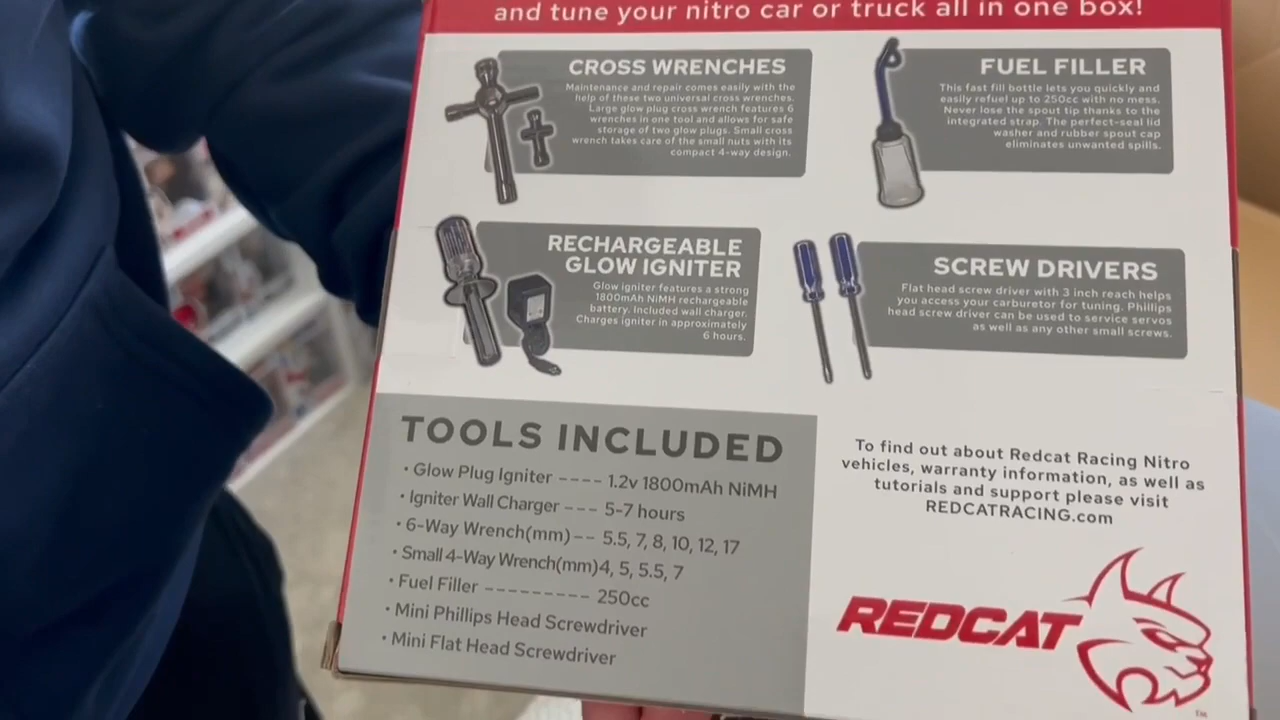 and tune your nitro car or truck all in one box!
CROSS WRENCHES
Maintenance and repair comes easily with the
help of these two universal cross wrenches.
Large glow plug cross wrench features 6
wrenches in one tool and allows for safe
storage of two glow plugs. Small cross
wrench takes care of the small nuts with its
compact 4-way design.
FUEL FILLER
This fast fill bottle lets you quickly and
easily refuel up to 250cc with no mess.
Never lose the spout tip thanks to the
integrated strap. The perfect-seal lid
washer and rubber spout cap
eliminates unwanted spills.
RECHARGEABLE
GLOW IGNITER
Glow igniter features a strong
1800mAh NiMH rechargeable
battery. Included wall charger.
Charges igniter in approximately
6 hours.
SCREW DRIVERS
Flat head screw driver with 3 inch reach helps
you access your carburetor for tuning. Phillips
head screw driver can be used to service servos
as well as any other small screws.
TOOLS INCLUDED
• Glow Plug Igniter ---- 1.2v 1800mAh NiMH
• Igniter Wall Charger --- 5-7 hours
• 6-Way Wrench(mm)-- 5.5, 7, 8, 10, 12, 17
• Small 4-Way Wrench(mm)4, 5, 5.5, 7
• Fuel Filler --------- 250cc
• Mini Phillips Head Screwdriver
• Mini Flat Head Screwdriver
To find out about Redcat Racing Nitro
vehicles, warranty information, as well as
tutorials and support please visit
REDCATRACING.com
REDCAT
TM